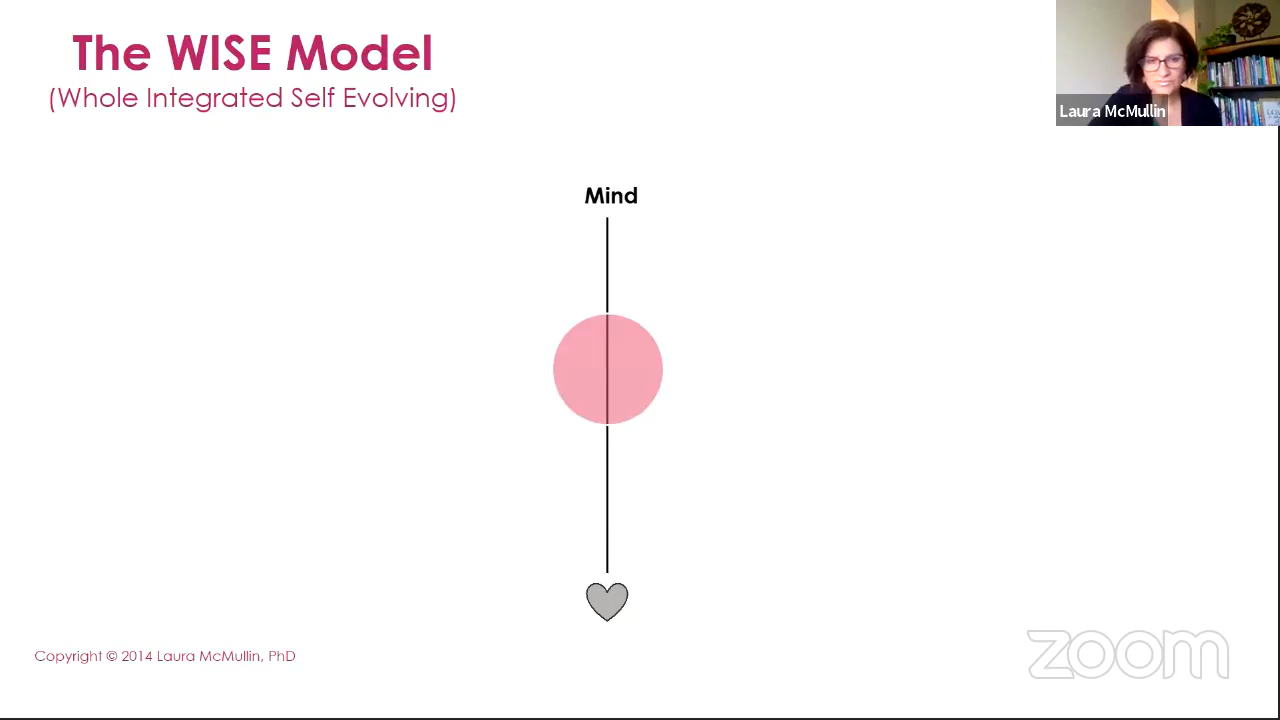 The WISE Model
(Whole Integrated Self Evolving)
Laura McMullin
Mind
Copyright © 2014 Laura McMullin, PhD
zoom